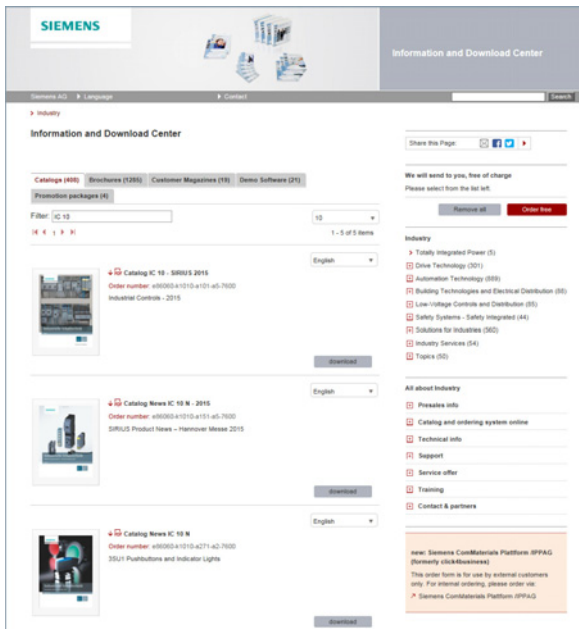 SIEMENS
Information and Download Center
Siemens AG Language Contact Search
Industry
Information and Download Center
Catalogs (408) Brochures (1205) Customer Magazines (19) Demo Software (21)
Promotion packages (4)
Filter: IC 10
10
1
1 - 5 of 5 items
English
Catalog IC 10 - SIRIUS 2015
Order number: e86060-k1010-a101-a5-7600
Industrial Controls - 2015
download
English
Catalog News IC 10 N - 2015
Order number: e86060-k1010-a151-a5-7600
SIRIUS Product News – Hannover Messe 2015
download
English
Catalog News IC 10 N
Order number: e86060-k1010-a271-a2-7600
3SU1 Pushbuttons and Indicator Lights
download
Share this Page:
We will send to you, free of charge
Please select from the list left.
Remove all Order free
Industry
Totally Integrated Power (5)
Drive Technology (301)
Automation Technology (669)
Building Technologies and Electrical Distribution (88)
Low-Voltage Controls and Distribution (85)
Safety Systems - Safety Integrated (44)
Solutions for Industries (560)
Industry Services (54)
Topics (50)
All about Industry
Presales info
Catalog and ordering system online
Technical info
Support
Service offer
Training
Contact & partners
new: Siemens ComMaterials Plattform /IPPAG
(formerly click4business)
This order form is for use by external customers
only. For internal ordering, please order via:
Siemens ComMaterials Plattform /IPPAG